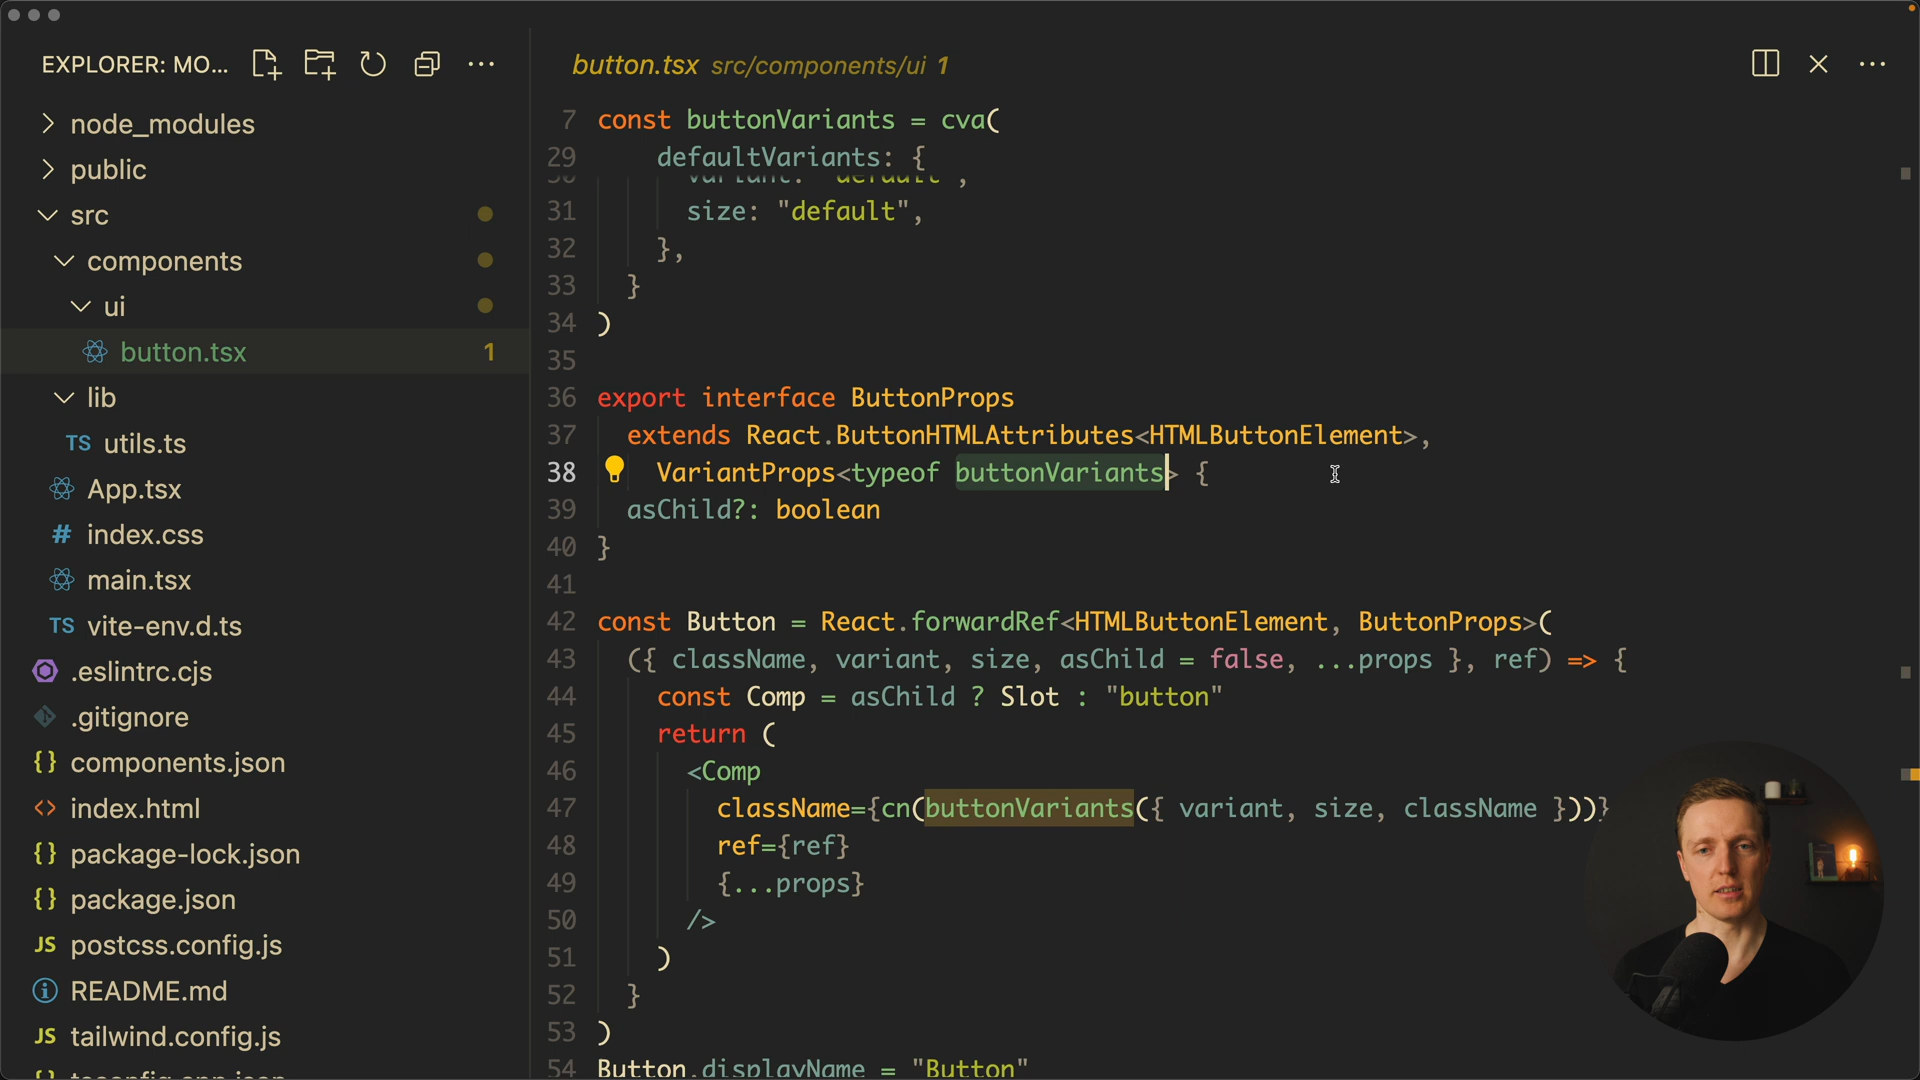 EXPLORER: MO...
node_modules
public
src
components
ui
button.tsx 1
lib
TS utils.ts
App.tsx
# index.css
main.tsx
TS vite-env.d.ts
.eslintrc.cjs
.gitignore
{} components.json
<> index.html
{} package-lock.json
{} package.json
JS postcss.config.js
README.md
JS tailwind.config.js
button.tsx src/components/ui 1
7 const buttonVariants = cva(
29 defaultVariants: {
30 variant: "default",
31 size: "default",
32 },
33 }
34 )
35
36 export interface ButtonProps
37 extends React.ButtonHTMLAttributes<HTMLButtonElement>,
38 VariantProps<typeof buttonVariants> {
39 asChild?: boolean
40 }
41
42 const Button = React.forwardRef<HTMLButtonElement, ButtonProps>(
43 ({ className, variant, size, asChild = false, ...props }, ref) => {
44 const Comp = asChild ? Slot : "button"
45 return (
46 <Comp
47 className={cn(buttonVariants({ variant, size, className }))}
48 ref={ref}
49 {...props}
50 />
51 )
52 }
53 )
54 Button.displayName = "Button"